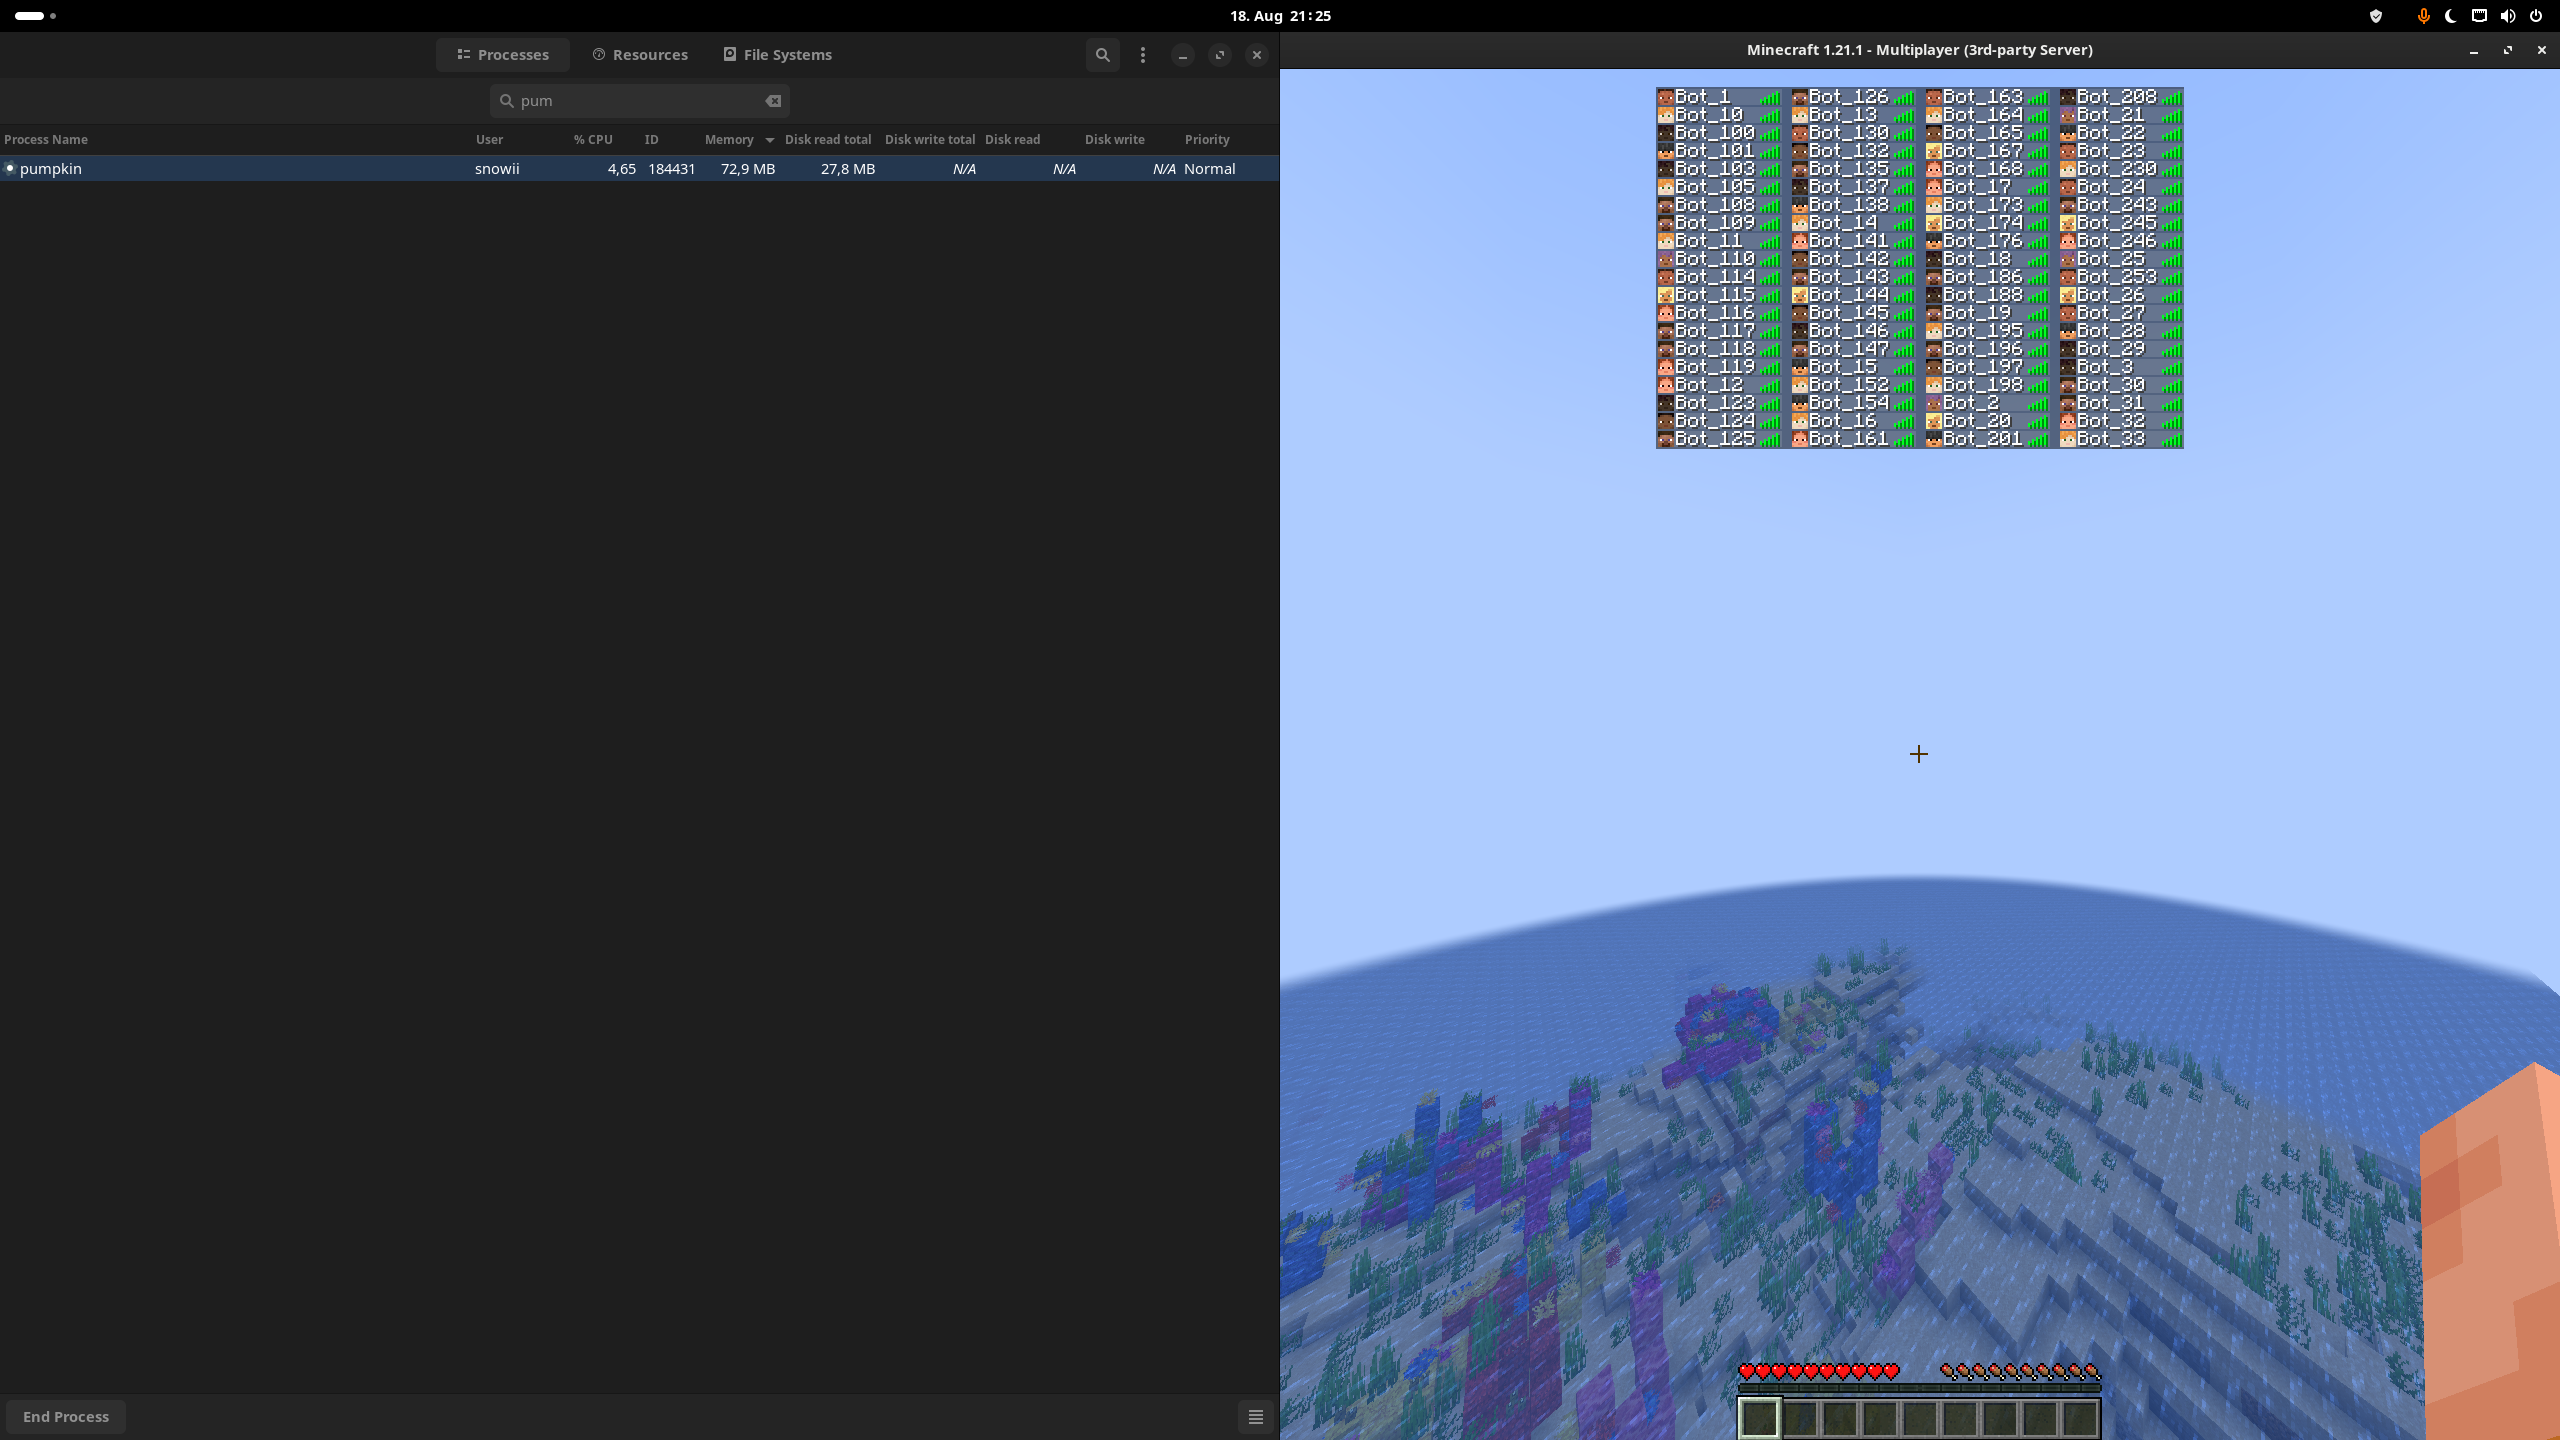 18. Aug 21:25
Processes Resources File Systems
pum
Process Name User % CPU ID Memory Disk read total Disk write total Disk read Disk write Priority
pumpkin snowii 4,65 184431 72,9 MB 27,8 MB N/A N/A N/A Normal
End Process
Minecraft 1.21.1 - Multiplayer (3rd-party Server)
Bot_1 Bot_126 Bot_163 Bot_208
Bot_10 Bot_13 Bot_164 Bot_21
Bot_100 Bot_130 Bot_165 Bot_22
Bot_101 Bot_132 Bot_167 Bot_23
Bot_103 Bot_135 Bot_168 Bot_230
Bot_105 Bot_137 Bot_17 Bot_24
Bot_108 Bot_138 Bot_173 Bot_243
Bot_109 Bot_14 Bot_174 Bot_245
Bot_11 Bot_141 Bot_176 Bot_246
Bot_110 Bot_142 Bot_18 Bot_25
Bot_114 Bot_143 Bot_186 Bot_253
Bot_115 Bot_144 Bot_188 Bot_26
Bot_116 Bot_145 Bot_19 Bot_27
Bot_117 Bot_146 Bot_195 Bot_28
Bot_118 Bot_147 Bot_196 Bot_29
Bot_119 Bot_15 Bot_197 Bot_3
Bot_12 Bot_152 Bot_198 Bot_30
Bot_123 Bot_154 Bot_2 Bot_31
Bot_124 Bot_16 Bot_20 Bot_32
Bot_125 Bot_161 Bot_201 Bot_33